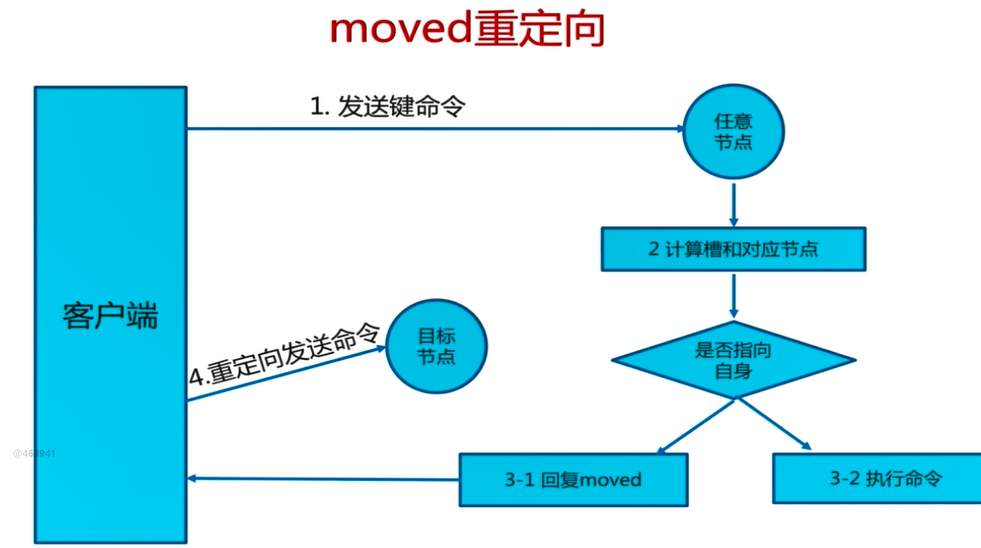 moved重定向
1. 发送键命令
任意
节点
2 计算槽和对应节点
客户端
4.重定向发送命令
目标
节点
是否指向
自身
3-1 回复moved
3-2 执行命令